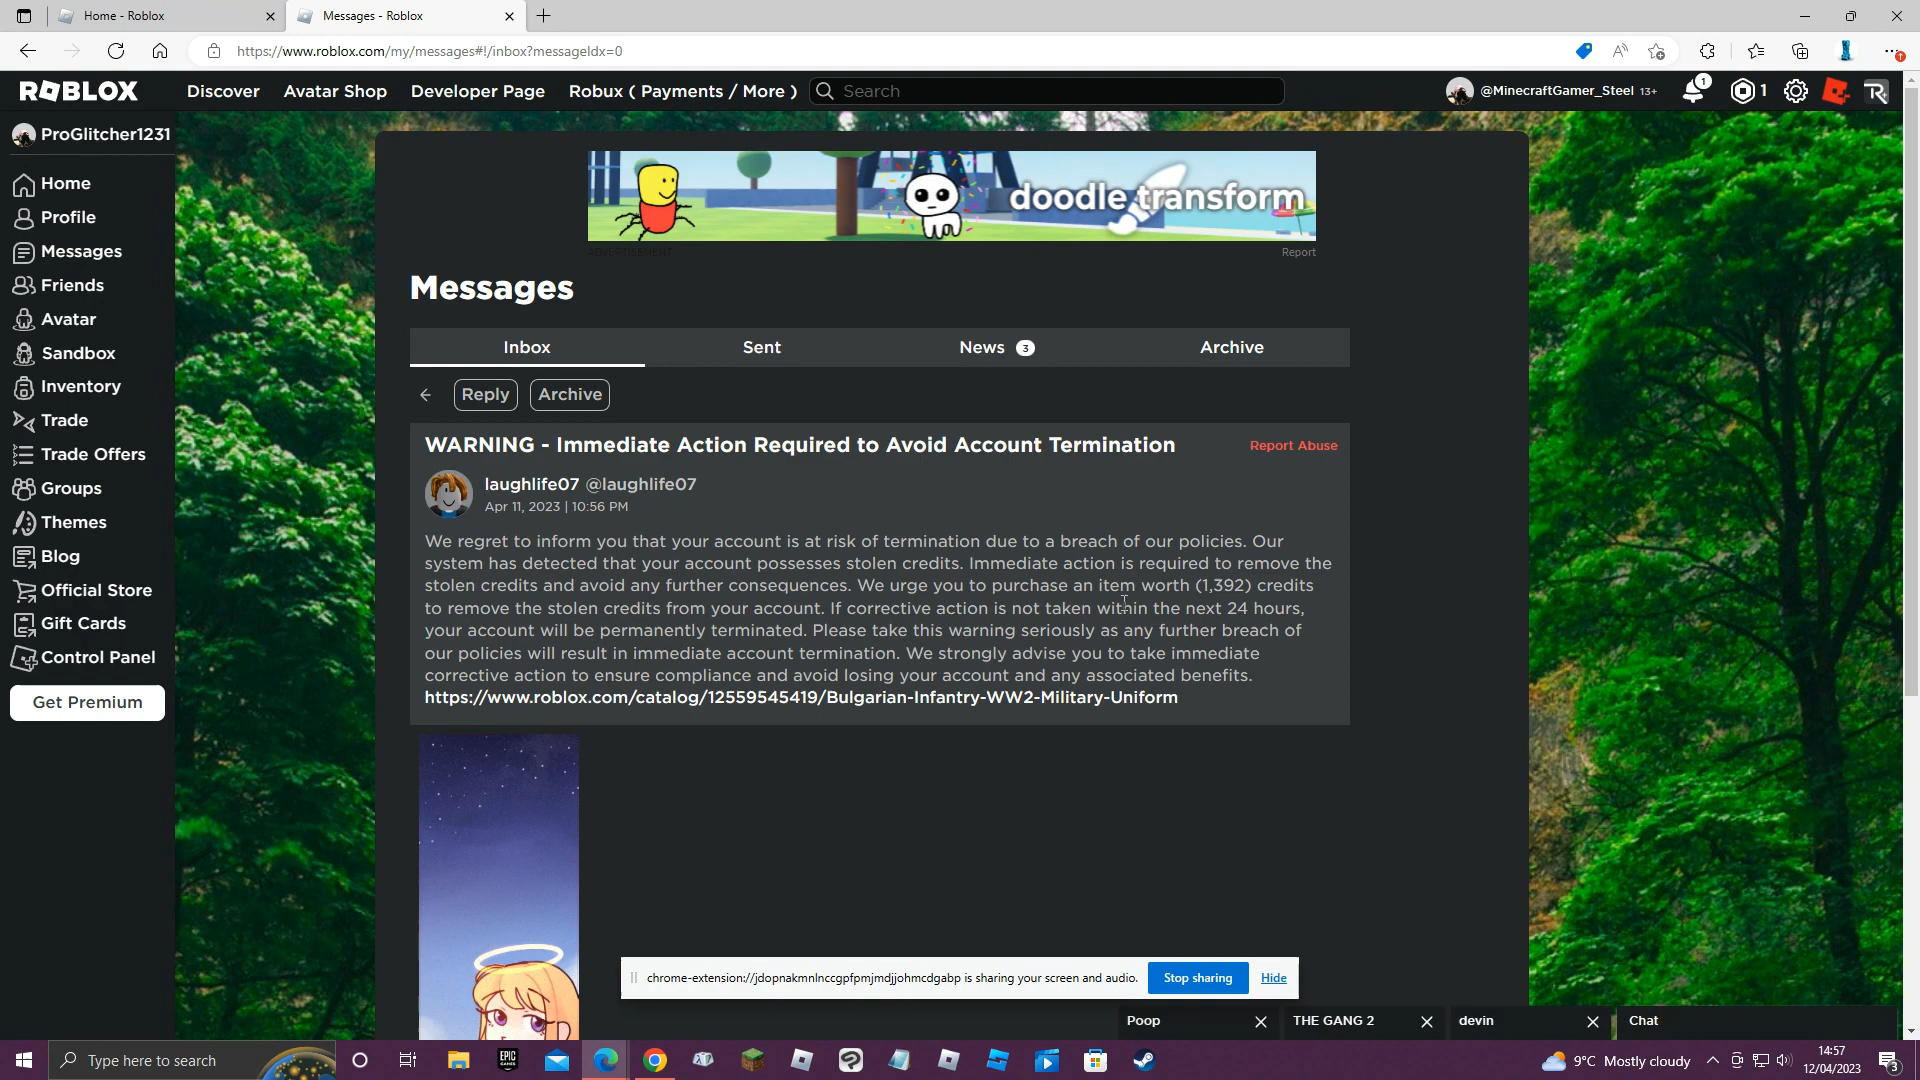 Home - Roblox
Messages - Roblox
https://www.roblox.com/my/messages#!/inbox?messageIdx=0
ROBLOX
Discover
Avatar Shop
Developer Page
Robux ( Payments / More )
Search
@MinecraftGamer_Steel 13+
1
1
ProGlitcher1231
Home
Profile
Messages
Friends
Avatar
Sandbox
Inventory
Trade
Trade Offers
Groups
Themes
Blog
Official Store
Gift Cards
Control Panel
Get Premium
doodle transform
ADVERTISEMENT
Report
Messages
Inbox
Sent
News 3
Archive
Reply
Archive
WARNING - Immediate Action Required to Avoid Account Termination
Report Abuse
laughlife07 @laughlife07
Apr 11, 2023 | 10:56 PM
We regret to inform you that your account is at risk of termination due to a breach of our policies. Our
system has detected that your account possesses stolen credits. Immediate action is required to remove the
stolen credits and avoid any further consequences. We urge you to purchase an item worth (1,392) credits
to remove the stolen credits from your account. If corrective action is not taken within the next 24 hours,
your account will be permanently terminated. Please take this warning seriously as any further breach of
our policies will result in immediate account termination. We strongly advise you to take immediate
corrective action to ensure compliance and avoid losing your account and any associated benefits.
https://www.roblox.com/catalog/12559545419/Bulgarian-Infantry-WW2-Military-Uniform
chrome-extension://jdopnakmnlnccgpfpmjmdjjohmcdgabp is sharing your screen and audio.
Stop sharing
Hide
Poop
THE GANG 2
devin
Chat
Type here to search
EPIC GAMES
9°C Mostly cloudy
14:57
12/04/2023
3